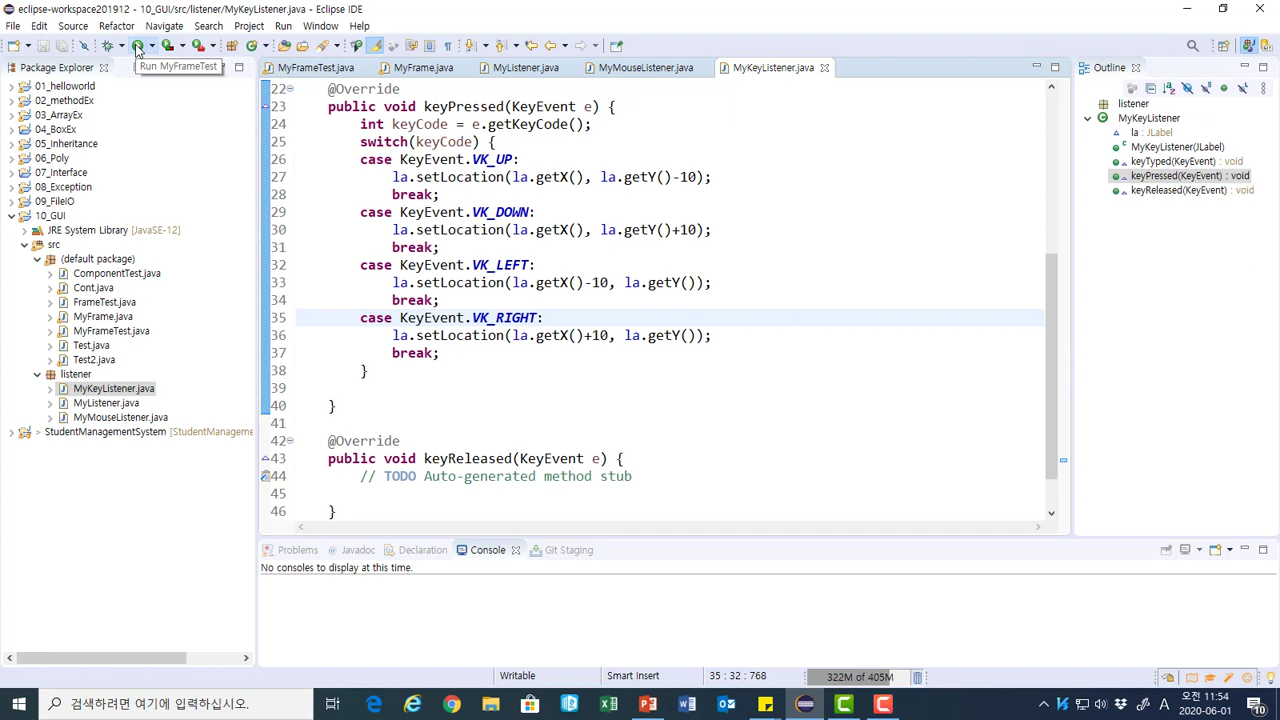 eclipse-workspace201912 - 10_GUI/src/listener/MyKeyListener.java - Eclipse IDE
File Edit Source Refactor Navigate Search Project Run Window Help
Run MyFrameTest
Package Explorer
MyFrameTest.java MyFrame.java MyListener.java MyMouseListener.java MyKeyListener.java
Outline
01_helloworld
02_methodEx
03_ArrayEx
04_BoxEx
05_Inheritance
06_Poly
07_Interface
08_Exception
09_FileIO
10_GUI
JRE System Library [JavaSE-12]
src
(default package)
ComponentTest.java
Cont.java
FrameTest.java
MyFrame.java
MyFrameTest.java
Test.java
Test2.java
listener
MyKeyListener.java
MyListener.java
MyMouseListener.java
> StudentManagementSystem [StudentManageme
22 @Override
23 public void keyPressed(KeyEvent e) {
24 int keyCode = e.getKeyCode();
25 switch(keyCode) {
26 case KeyEvent.VK_UP:
27 la.setLocation(la.getX(), la.getY()-10);
28 break;
29 case KeyEvent.VK_DOWN:
30 la.setLocation(la.getX(), la.getY()+10);
31 break;
32 case KeyEvent.VK_LEFT:
33 la.setLocation(la.getX()-10, la.getY());
34 break;
35 case KeyEvent.VK_RIGHT:
36 la.setLocation(la.getX()+10, la.getY());
37 break;
38 }
39
40 }
41
42 @Override
43 public void keyReleased(KeyEvent e) {
44 // TODO Auto-generated method stub
45
46 }
listener
MyKeyListener
la : JLabel
MyKeyListener(JLabel)
keyTyped(KeyEvent) : void
keyPressed(KeyEvent) : void
keyReleased(KeyEvent) : void
Problems Javadoc Declaration Console Git Staging
No consoles to display at this time.
Writable Smart Insert 35 : 32 : 768 322M of 405M
검색하려면 여기에 입력하십시오.
A 오전 11:54
2020-06-01
10